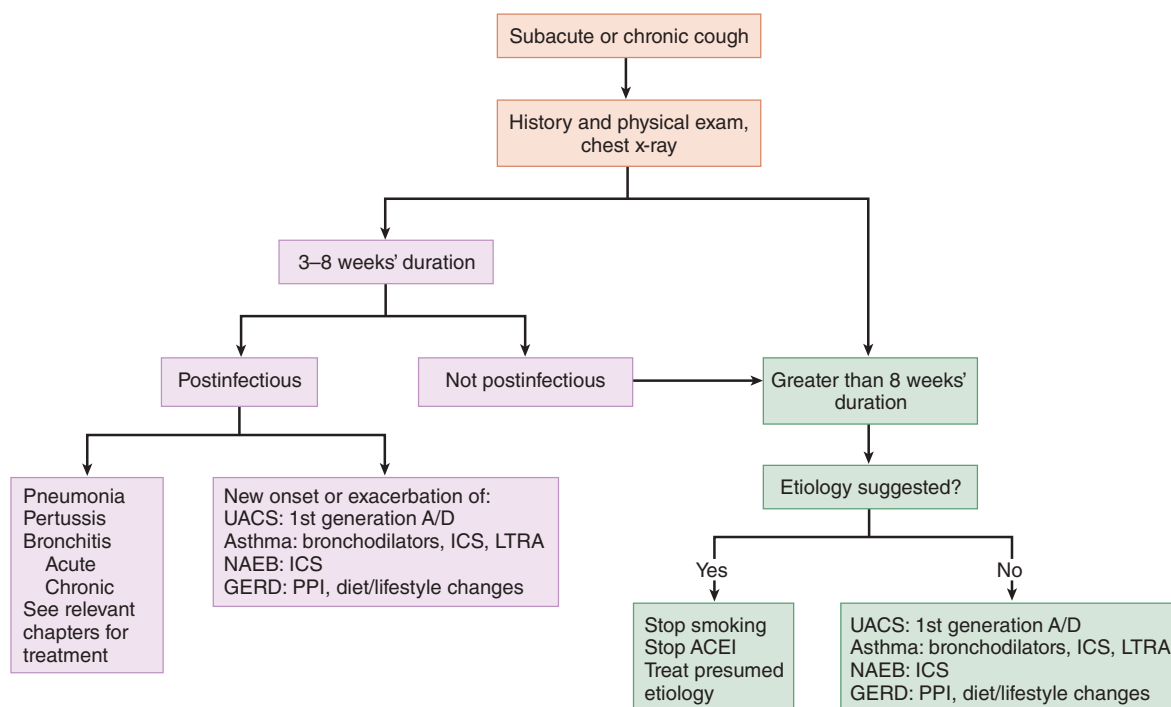 Subacute or chronic cough
History and physical exam,
chest x-ray
3–8 weeks’ duration
Postinfectious
Not postinfectious
Greater than 8 weeks’
duration
Pneumonia
Pertussis
Bronchitis
Acute
Chronic
See relevant
chapters for
treatment
New onset or exacerbation of:
UACS: 1st generation A/D
Asthma: bronchodilators, ICS, LTRA
NAEB: ICS
GERD: PPI, diet/lifestyle changes
Etiology suggested?
Yes
No
Stop smoking
Stop ACEI
Treat presumed
etiology
UACS: 1st generation A/D
Asthma: bronchodilators, ICS, LTRA
NAEB: ICS
GERD: PPI, diet/lifestyle changes